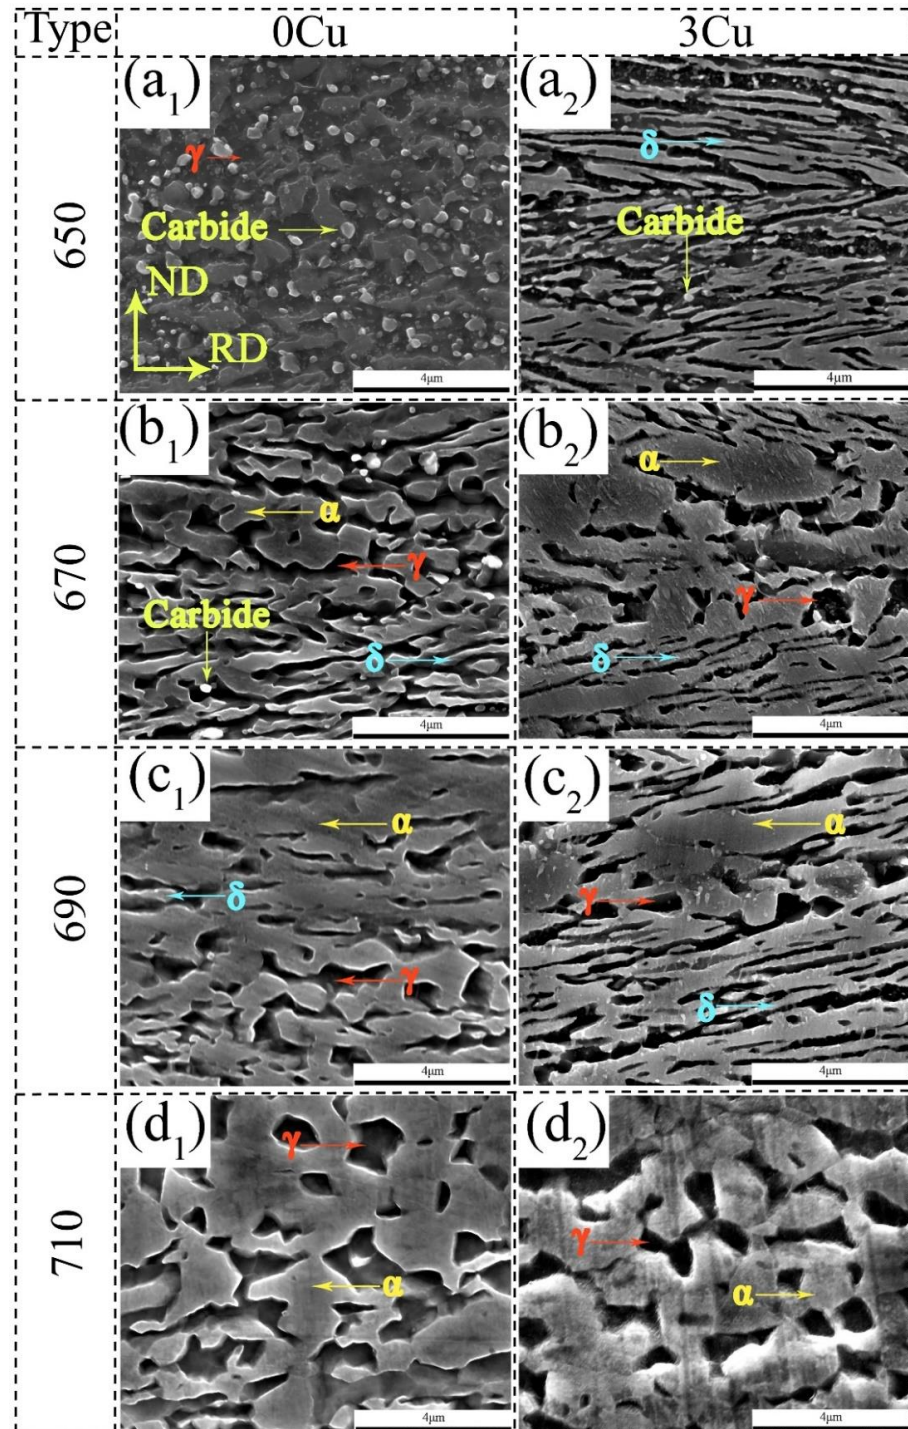 Type 0Cu 3Cu
650
(a₁)
γ
Carbide
ND
RD
4μm
(a₂)
δ
Carbide
4μm
670
(b₁)
α
γ
Carbide
δ
4μm
(b₂)
α
γ
δ
4μm
690
(c₁)
α
δ
γ
4μm
(c₂)
α
γ
δ
4μm
710
(d₁)
γ
α
4μm
(d₂)
γ
α
4μm